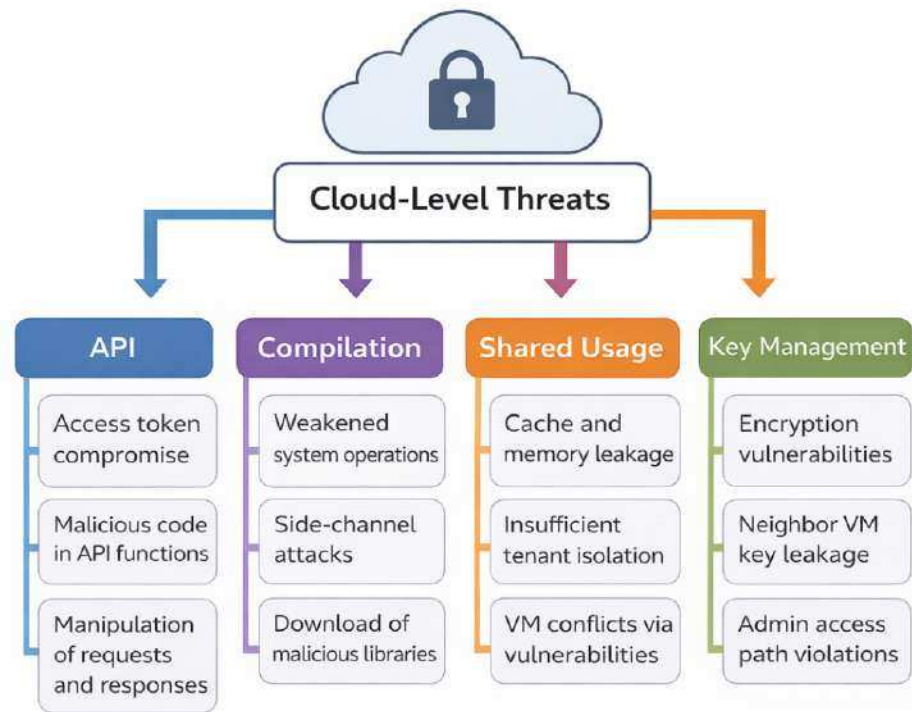 Cloud-Level Threats
API
Access token
compromise
Malicious code
in API functions
Manipulation
of requests
and responses
Compilation
Weakened
system operations
Side-channel
attacks
Download of
malicious libraries
Shared Usage
Cache and
memory leakage
Insufficient
tenant isolation
VM conflicts via
vulnerabilities
Key Management
Encryption
vulnerabilities
Neighbor VM
key leakage
Admin access
path violations